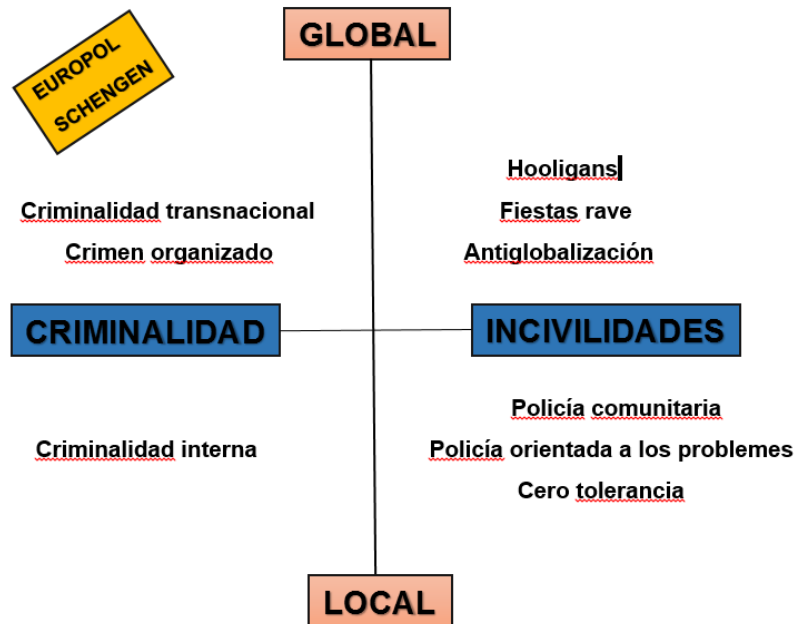 GLOBAL
EUROPOL
SCHENGEN
Hooligans
Criminalidad transnacional
Fiestas rave
Crimen organizado
Antiglobalización
CRIMINALIDAD
INCIVILIDADES
Policía comunitaria
Criminalidad interna
Policía orientada a los problemes
Cero tolerancia
LOCAL